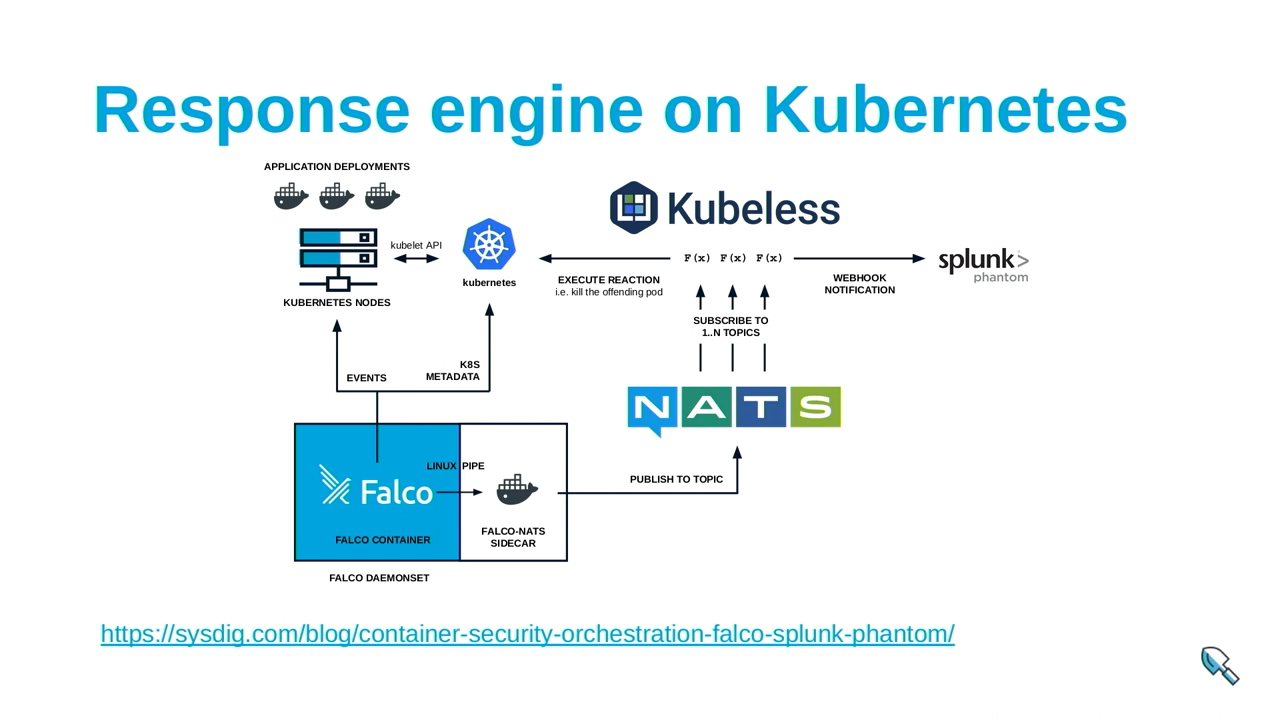 Response engine on Kubernetes
APPLICATION DEPLOYMENTS
Kubeless
kubelet API
F(x) F(x) F(x)
splunk>
phantom
kubernetes
EXECUTE REACTION
i.e. kill the offending pod
WEBHOOK
NOTIFICATION
KUBERNETES NODES
SUBSCRIBE TO
1..N TOPICS
EVENTS
K8S
METADATA
NATS
LINUX PIPE
Falco
PUBLISH TO TOPIC
FALCO CONTAINER
FALCO-NATS
SIDECAR
FALCO DAEMONSET
https://sysdig.com/blog/container-security-orchestration-falco-splunk-phantom/